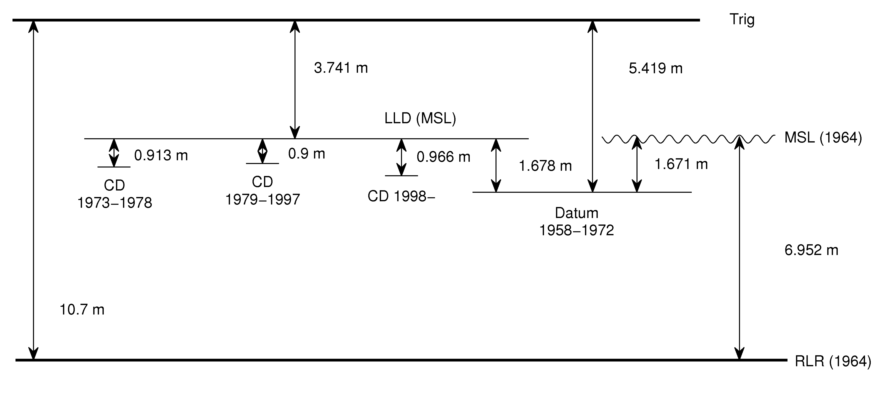 Trig
3.741 m
5.419 m
LLD (MSL)
MSL (1964)
0.913 m
0.9 m
0.966 m
1.678 m
1.671 m
CD
1973−1978
CD
1979−1997
CD 1998−
Datum
1958−1972
6.952 m
10.7 m
RLR (1964)